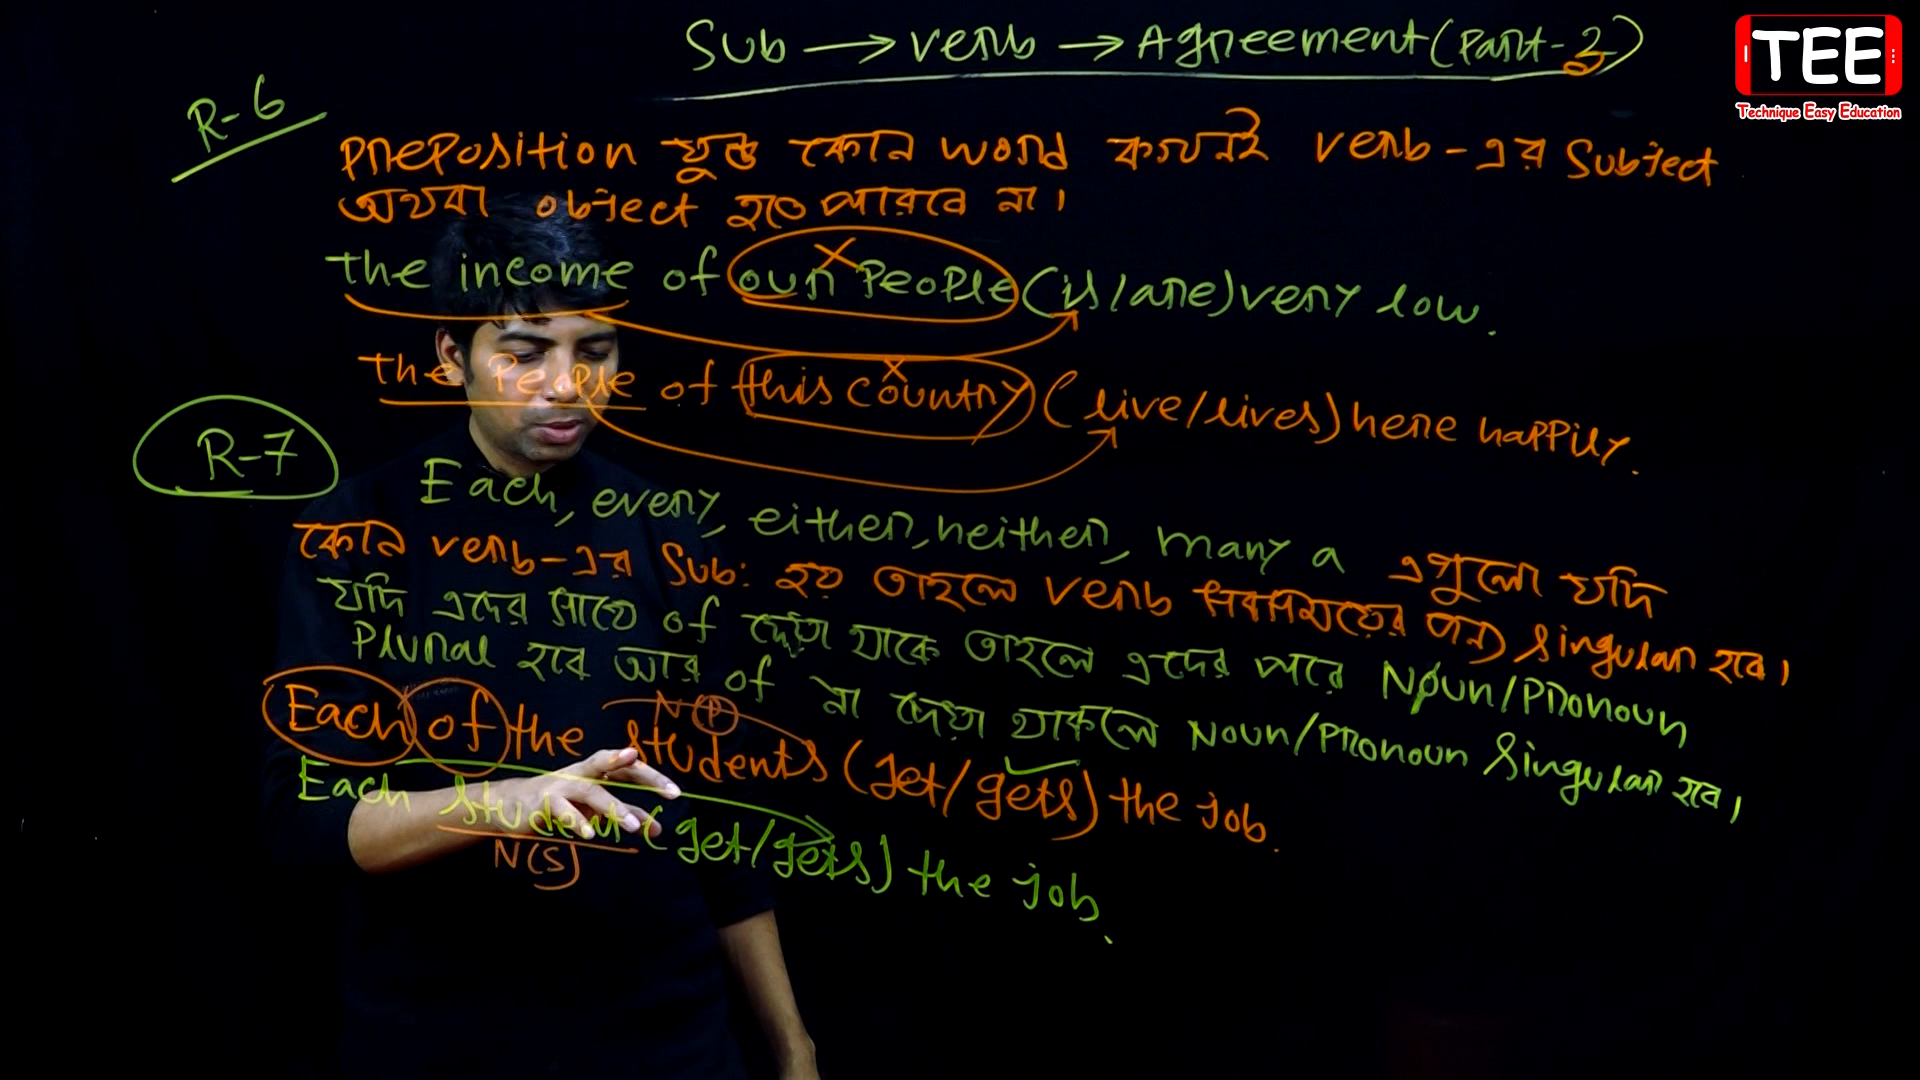 Sub → verb → Agreement (Part-2)
TEE
Technique Easy Education
R-6
Preposition যুক্ত কোন word কখনই verb-এর Subject
অথবা object হতে পারবে না।
the income of our People (is/are) very low.
the People of this country (live/lives) here happily.
R-7
Each, every, either, neither, many a এগুলো যদি
কোন verb-এর Sub: হয় তাহলে verb সবসময়ের জন্য Singular হবে।
যদি এদের সাথে of দেয়া থাকে তাহলে এদের পরে Noun/Pronoun
Plural হবে আর of না দেয়া থাকলে Noun/Pronoun Singular হবে।
N (P)
Each of the students (get/gets) the job.
Each student (get/gets) the job.
N(S)